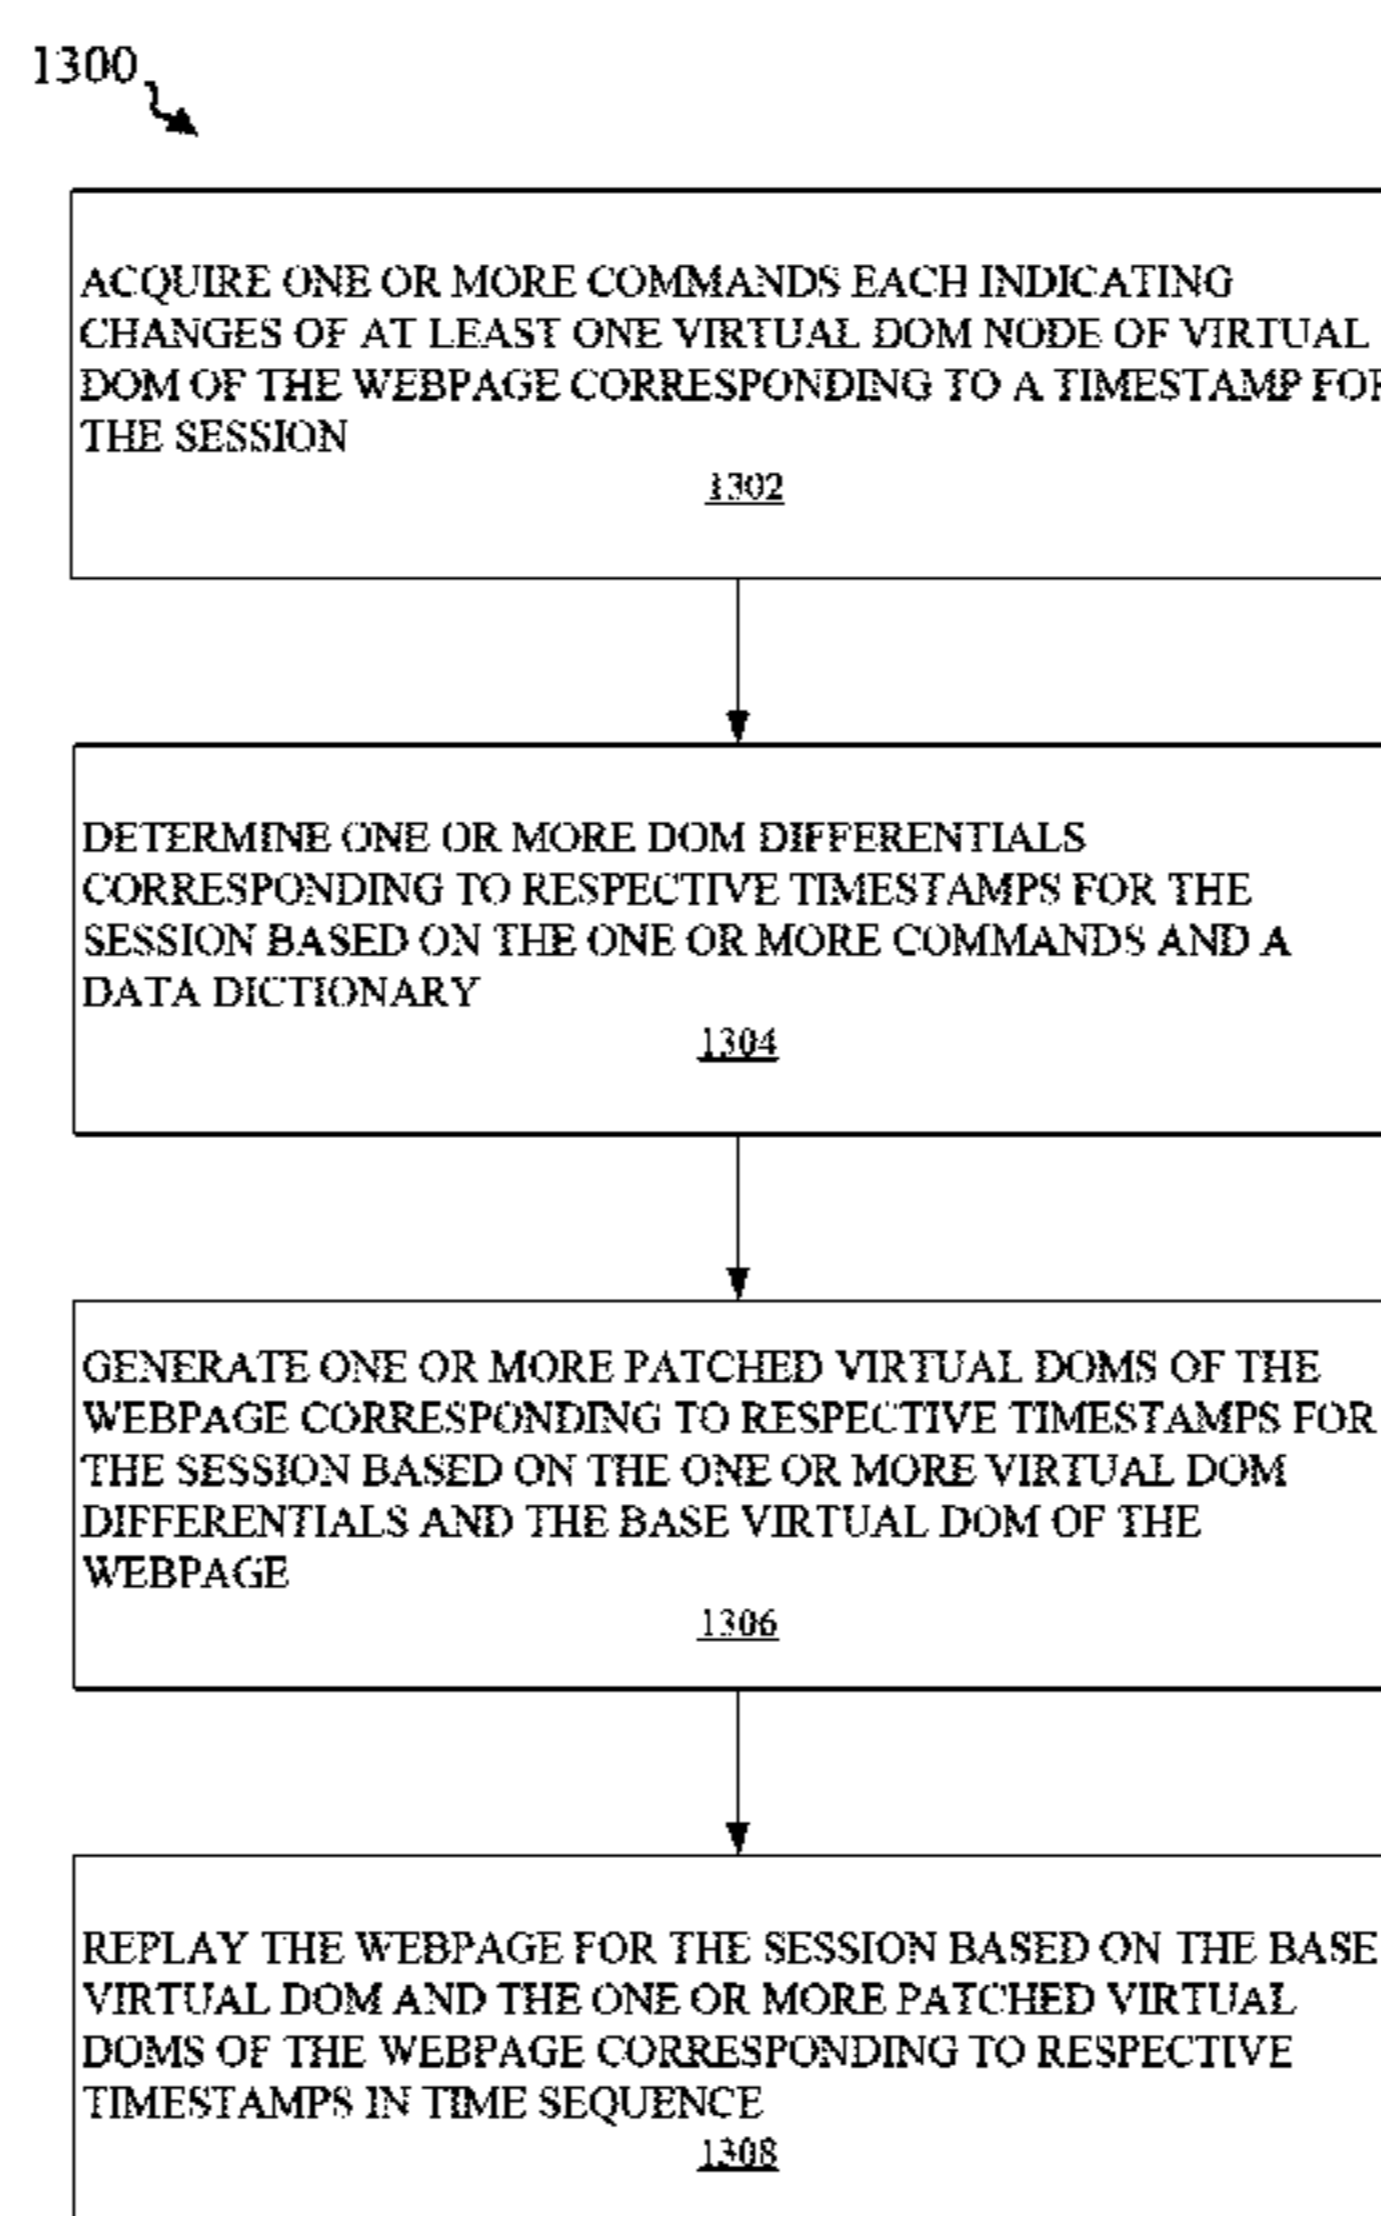 1300
ACQUIRE ONE OR MORE COMMANDS EACH INDICATING
CHANGES OF AT LEAST ONE VIRTUAL DOM NODE OF VIRTUAL
DOM OF THE WEBPAGE CORRESPONDING TO A TIMESTAMP FOR
THE SESSION
1302
DETERMINE ONE OR MORE DOM DIFFERENTIALS
CORRESPONDING TO RESPECTIVE TIMESTAMPS FOR THE
SESSION BASED ON THE ONE OR MORE COMMANDS AND A
DATA DICTIONARY
1304
GENERATE ONE OR MORE PATCHED VIRTUAL DOMS OF THE
WEBPAGE CORRESPONDING TO RESPECTIVE TIMESTAMPS FOR
THE SESSION BASED ON THE ONE OR MORE VIRTUAL DOM
DIFFERENTIALS AND THE BASE VIRTUAL DOM OF THE
WEBPAGE
1306
REPLAY THE WEBPAGE FOR THE SESSION BASED ON THE BASE
VIRTUAL DOM AND THE ONE OR MORE PATCHED VIRTUAL
DOMS OF THE WEBPAGE CORRESPONDING TO RESPECTIVE
TIMESTAMPS IN TIME SEQUENCE
1308